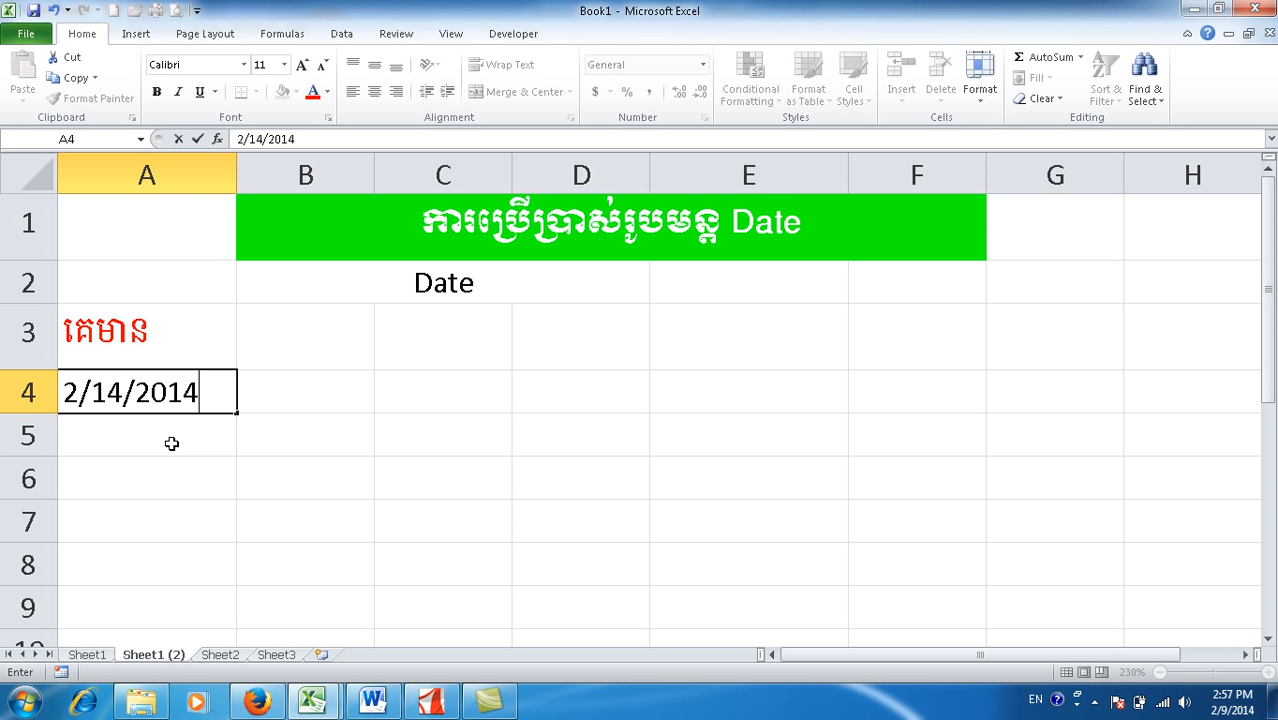 Book1 - Microsoft Excel
File Home Insert Page Layout Formulas Data Review View Developer
Cut
Copy
Format Painter
Paste
Clipboard
Calibri 11
B I U
Font
Wrap Text
Merge & Center
Alignment
General
$ % ,
Number
Conditional Formatting
Format as Table
Cell Styles
Styles
Insert Delete Format
Cells
AutoSum
Fill
Clear
Sort & Filter
Find & Select
Editing
A4 fx 2/14/2014
A B C D E F G H
1 ការប្រើប្រាស់រូបមន្ត Date
2 Date
3 គេមាន
4 2/14/2014
5
6
7
8
9
10
Sheet1 Sheet1 (2) Sheet2 Sheet3
Enter 230%
EN 2:57 PM
2/9/2014